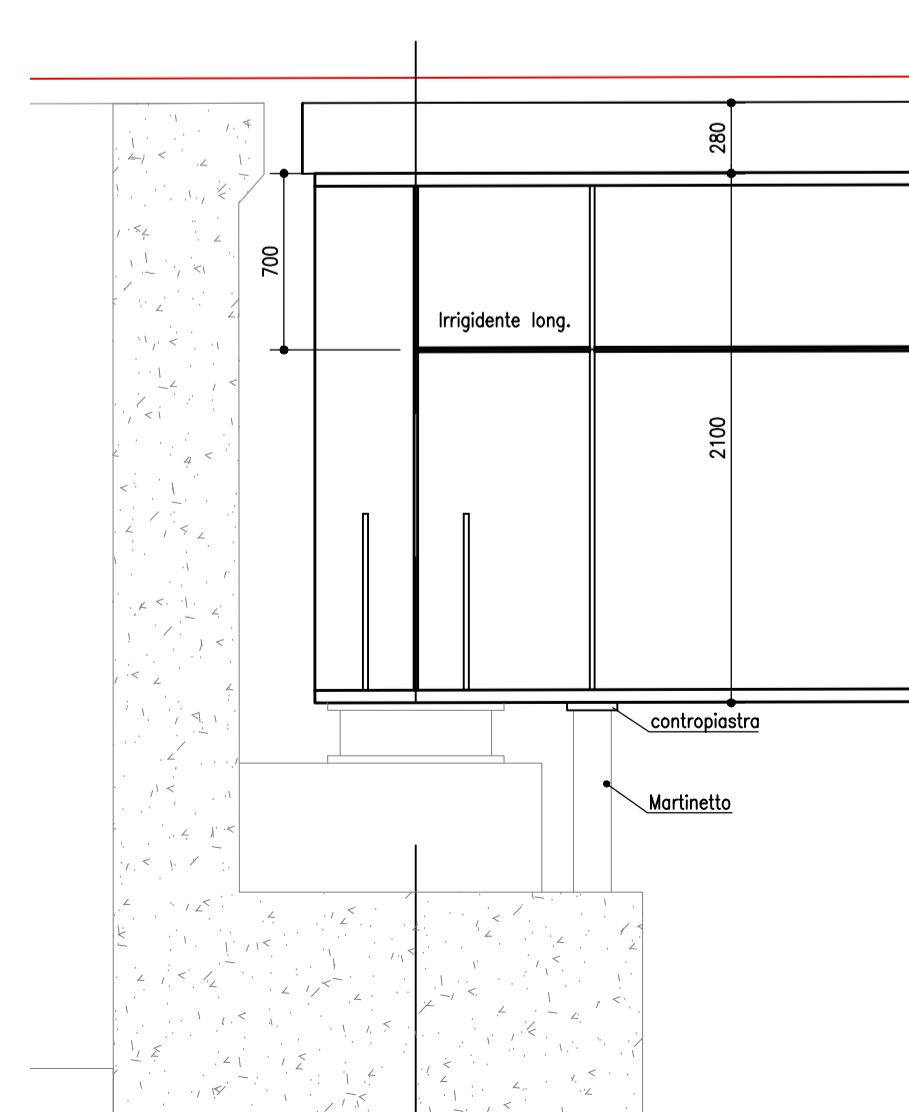 280
700
Irrigidente long.
2100
contropiastra
Martinetto